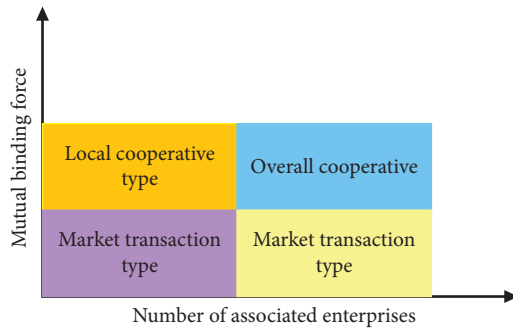 Mutual binding force
Local cooperative
type
Overall cooperative
Market transaction
type
Market transaction
type
Number of associated enterprises